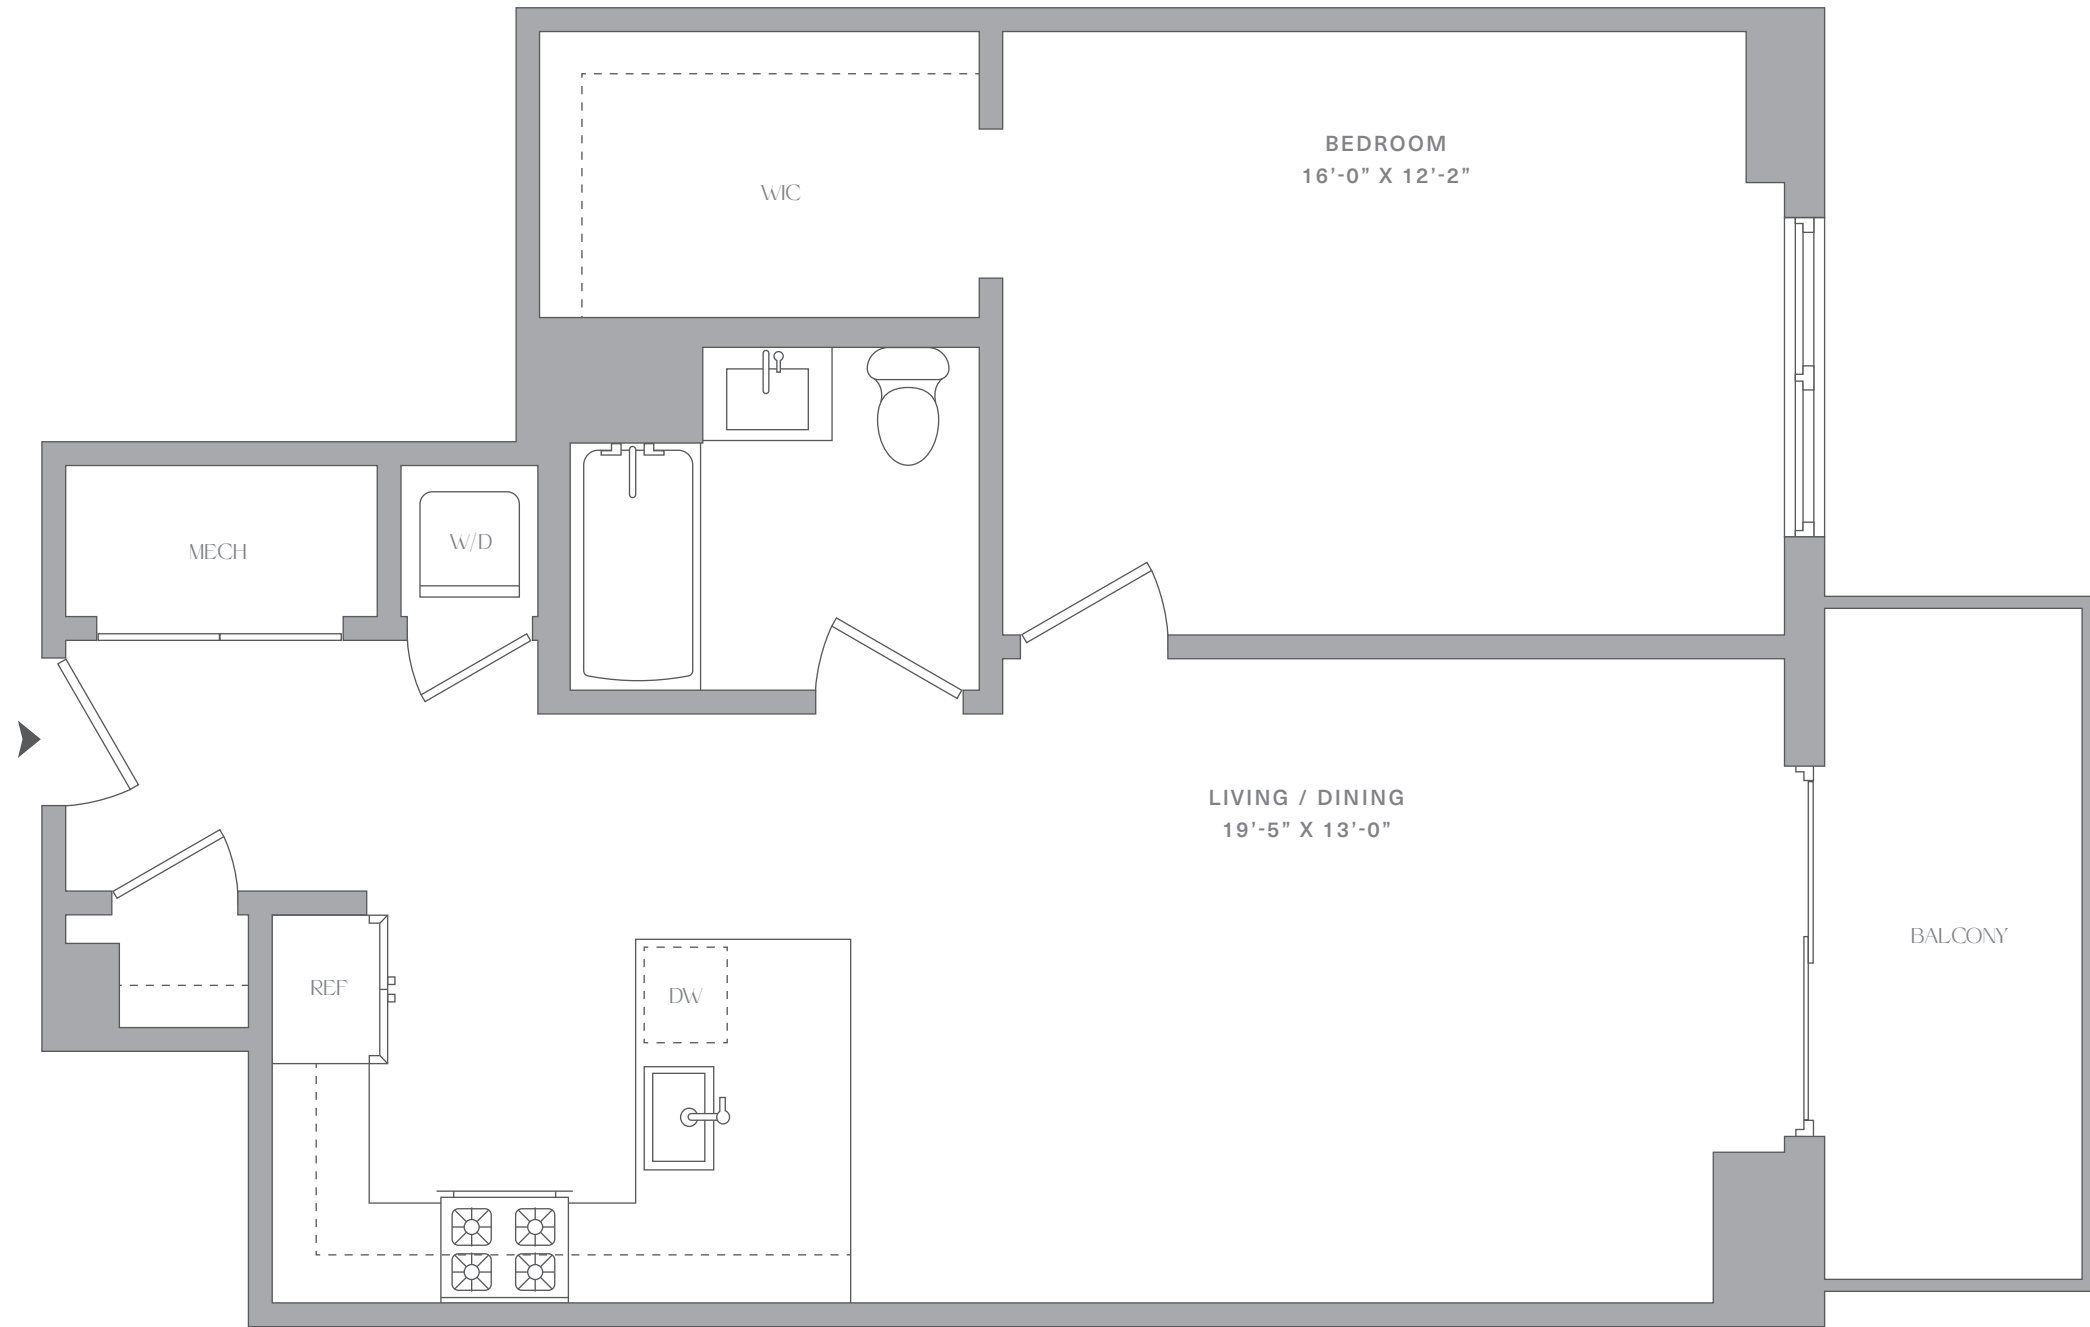 BEDROOM
16’-0” X 12’-2”
WIC
MECH
W/D
LIVING / DINING
19’-5” X 13’-0”
BALCONY
REF
DW